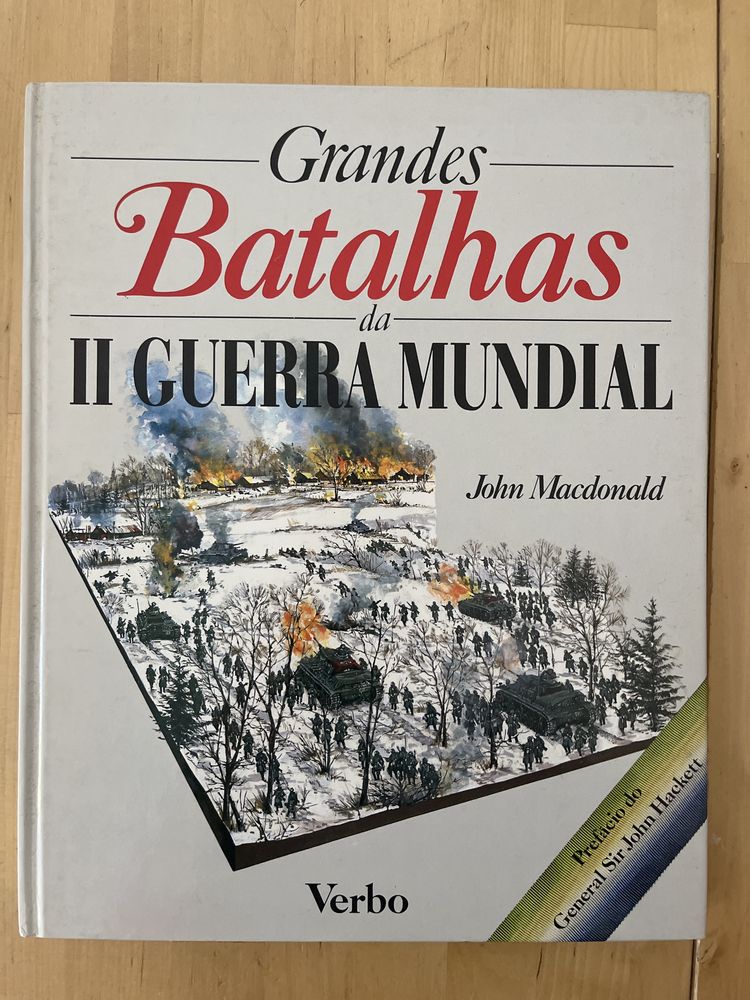 Grandes
Batalhas
da
II GUERRA MUNDIAL
John Macdonald
Prefácio do
General Sir John Hackett
Verbo